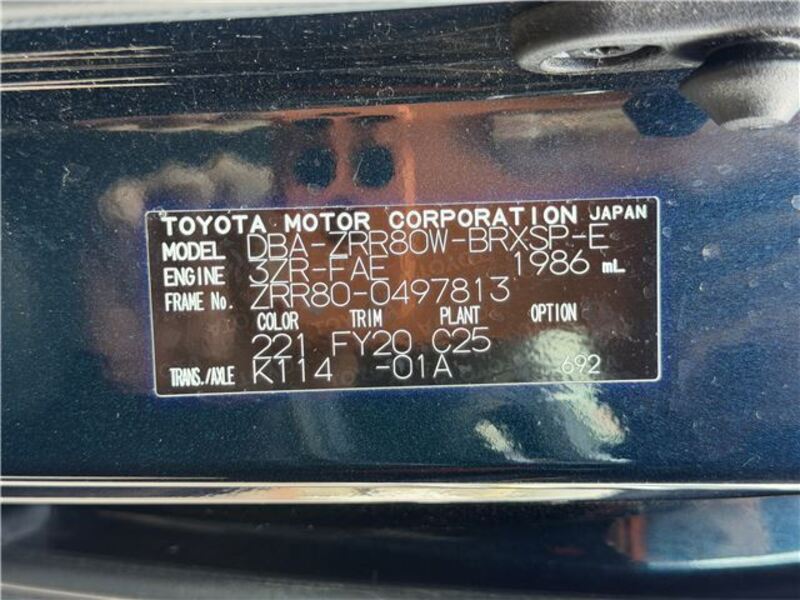 TOYOTA MOTOR CORPORATION JAPAN
MODEL DBA-ZRR80W-BRXSP-E
ENGINE 3ZR-FAE 1986 mL
FRAME No. ZRR80-0497813
COLOR TRIM PLANT OPTION
221 FY20 C25
TRANS./AXLE K114 -01A 692